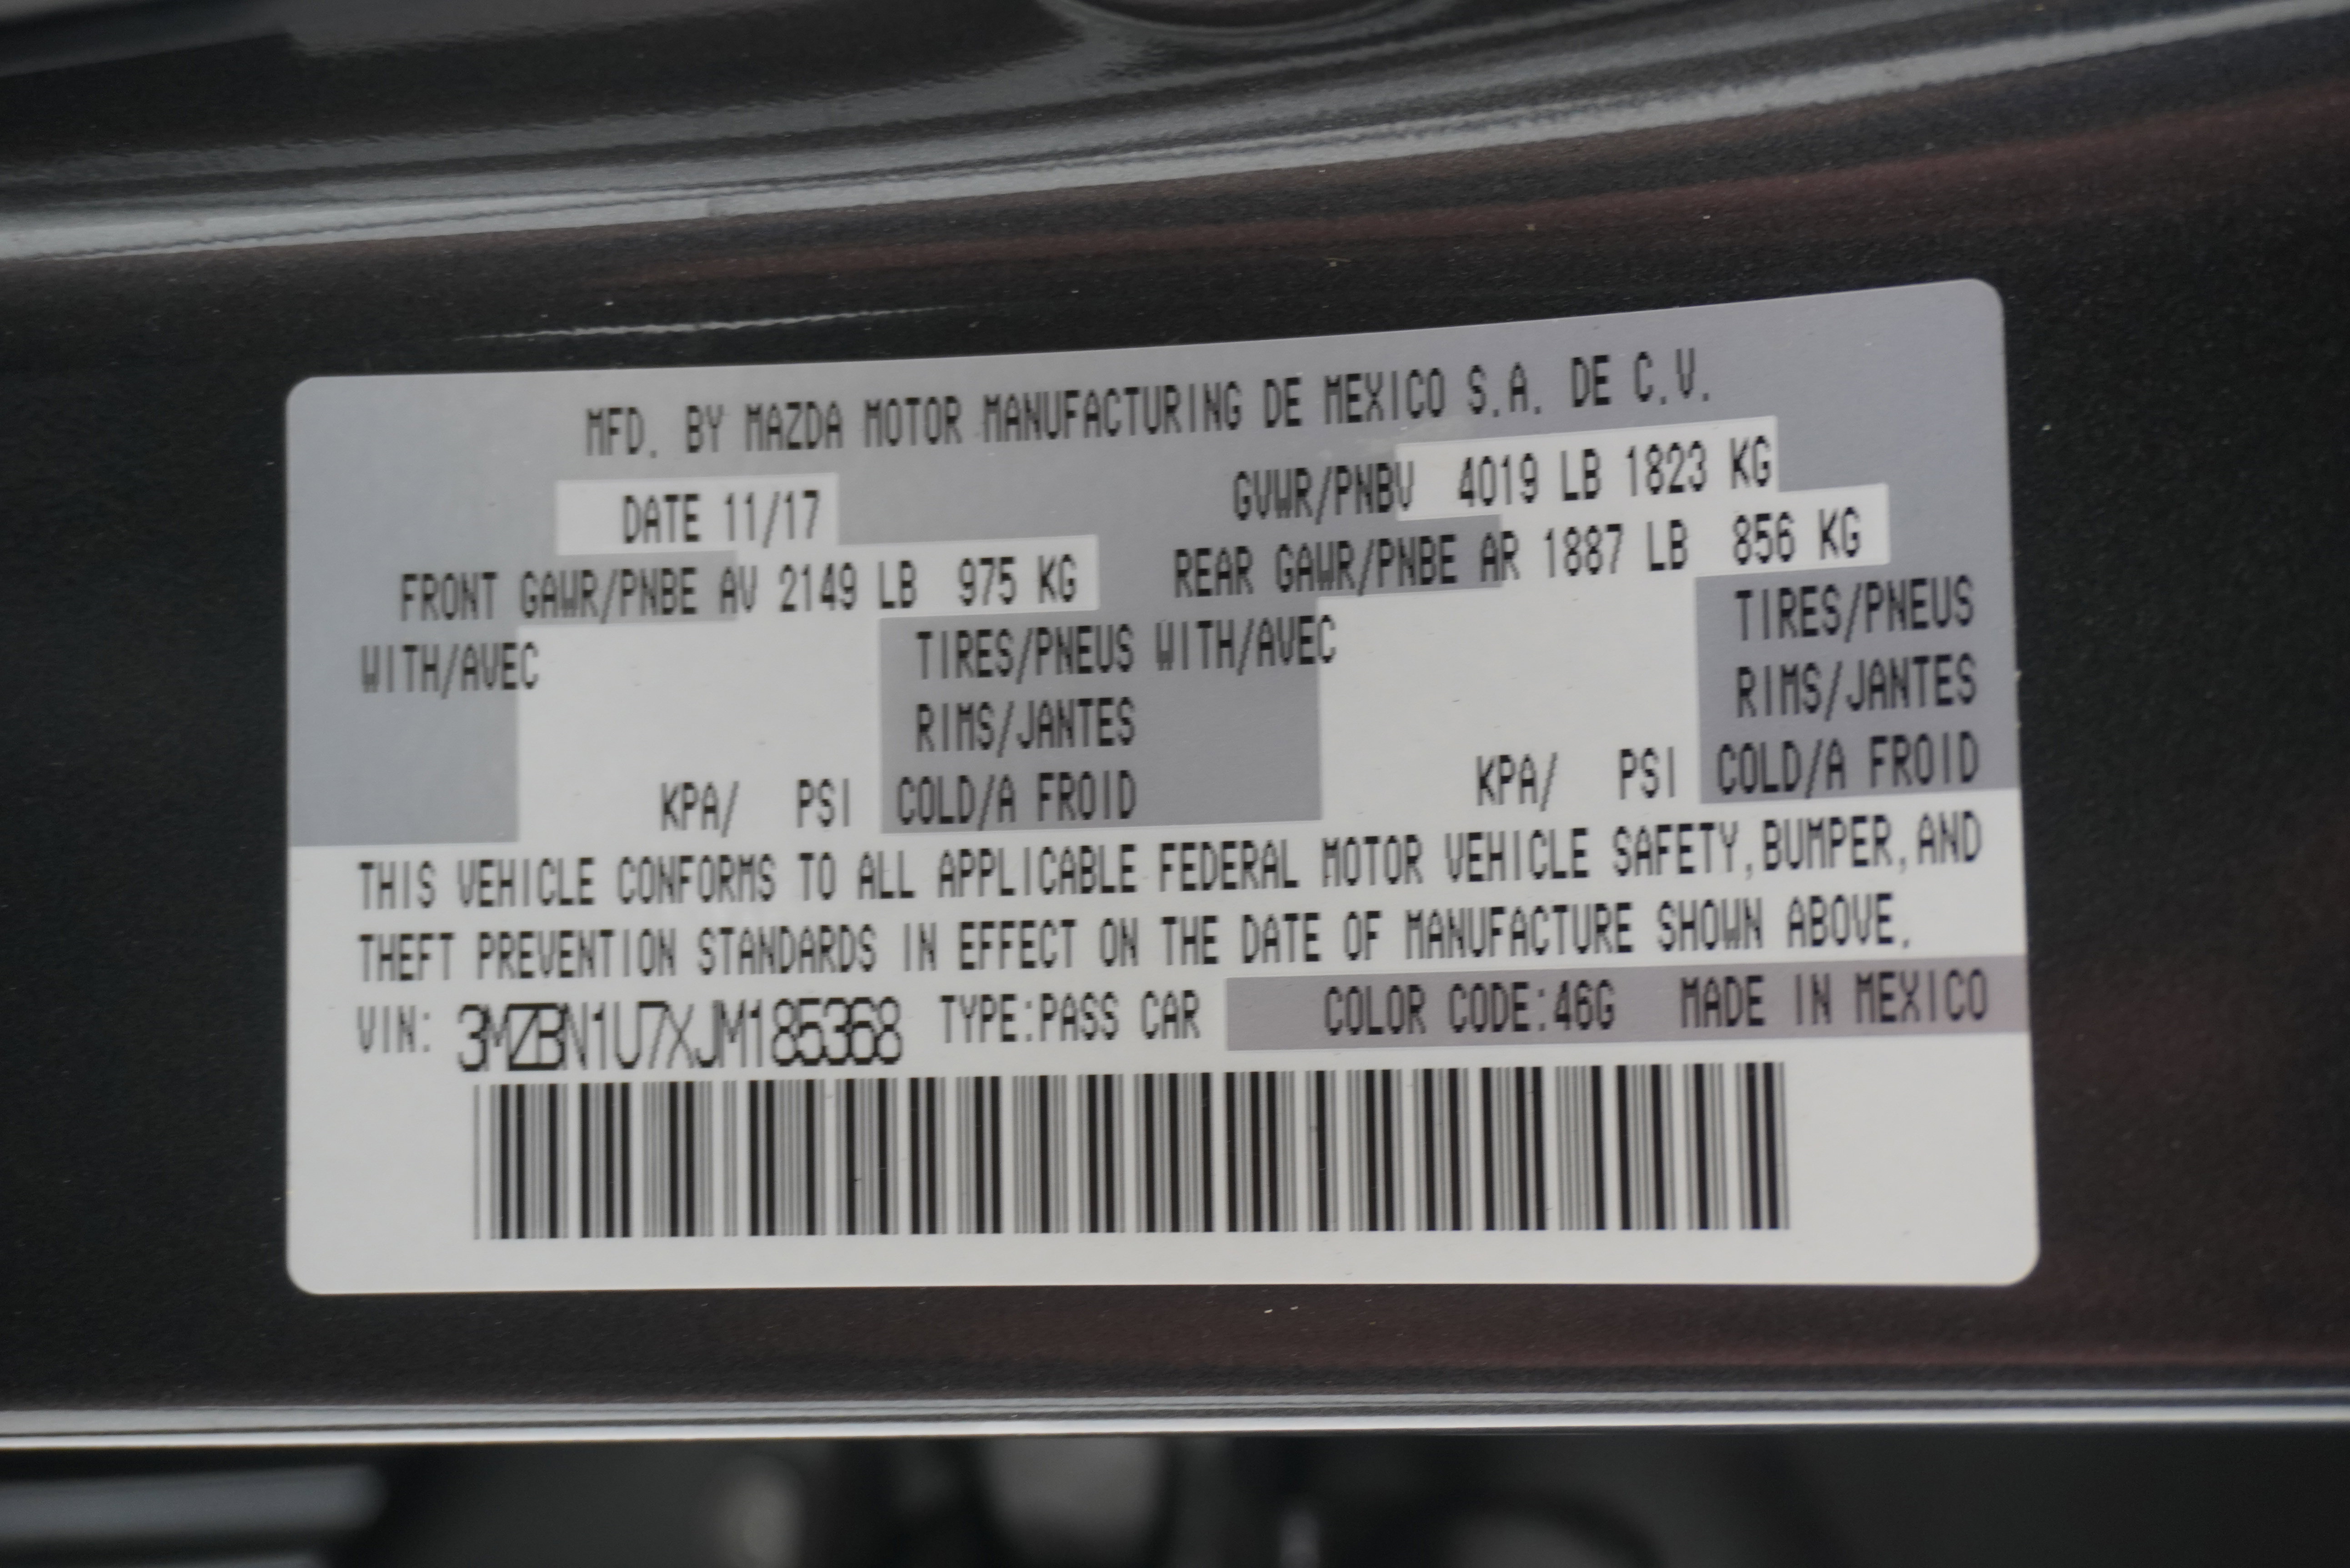 MFD. BY MAZDA MOTOR MANUFACTURING DE MEXICO S.A. DE C.V.
DATE 11/17 GVWR/PNBV 4019 LB 1823 KG
FRONT GAWR/PNBE AV 2149 LB 975 KG REAR GAWR/PNBE AR 1887 LB 856 KG
WITH/AVEC TIRES/PNEUS WITH/AVEC TIRES/PNEUS
RIMS/JANTES RIMS/JANTES
KPA/ PSI COLD/A FROID KPA/ PSI COLD/A FROID
THIS VEHICLE CONFORMS TO ALL APPLICABLE FEDERAL MOTOR VEHICLE SAFETY,BUMPER,AND
THEFT PREVENTION STANDARDS IN EFFECT ON THE DATE OF MANUFACTURE SHOWN ABOVE.
VIN: 3MZBN1U7XJM185368 TYPE:PASS CAR COLOR CODE:46G MADE IN MEXICO